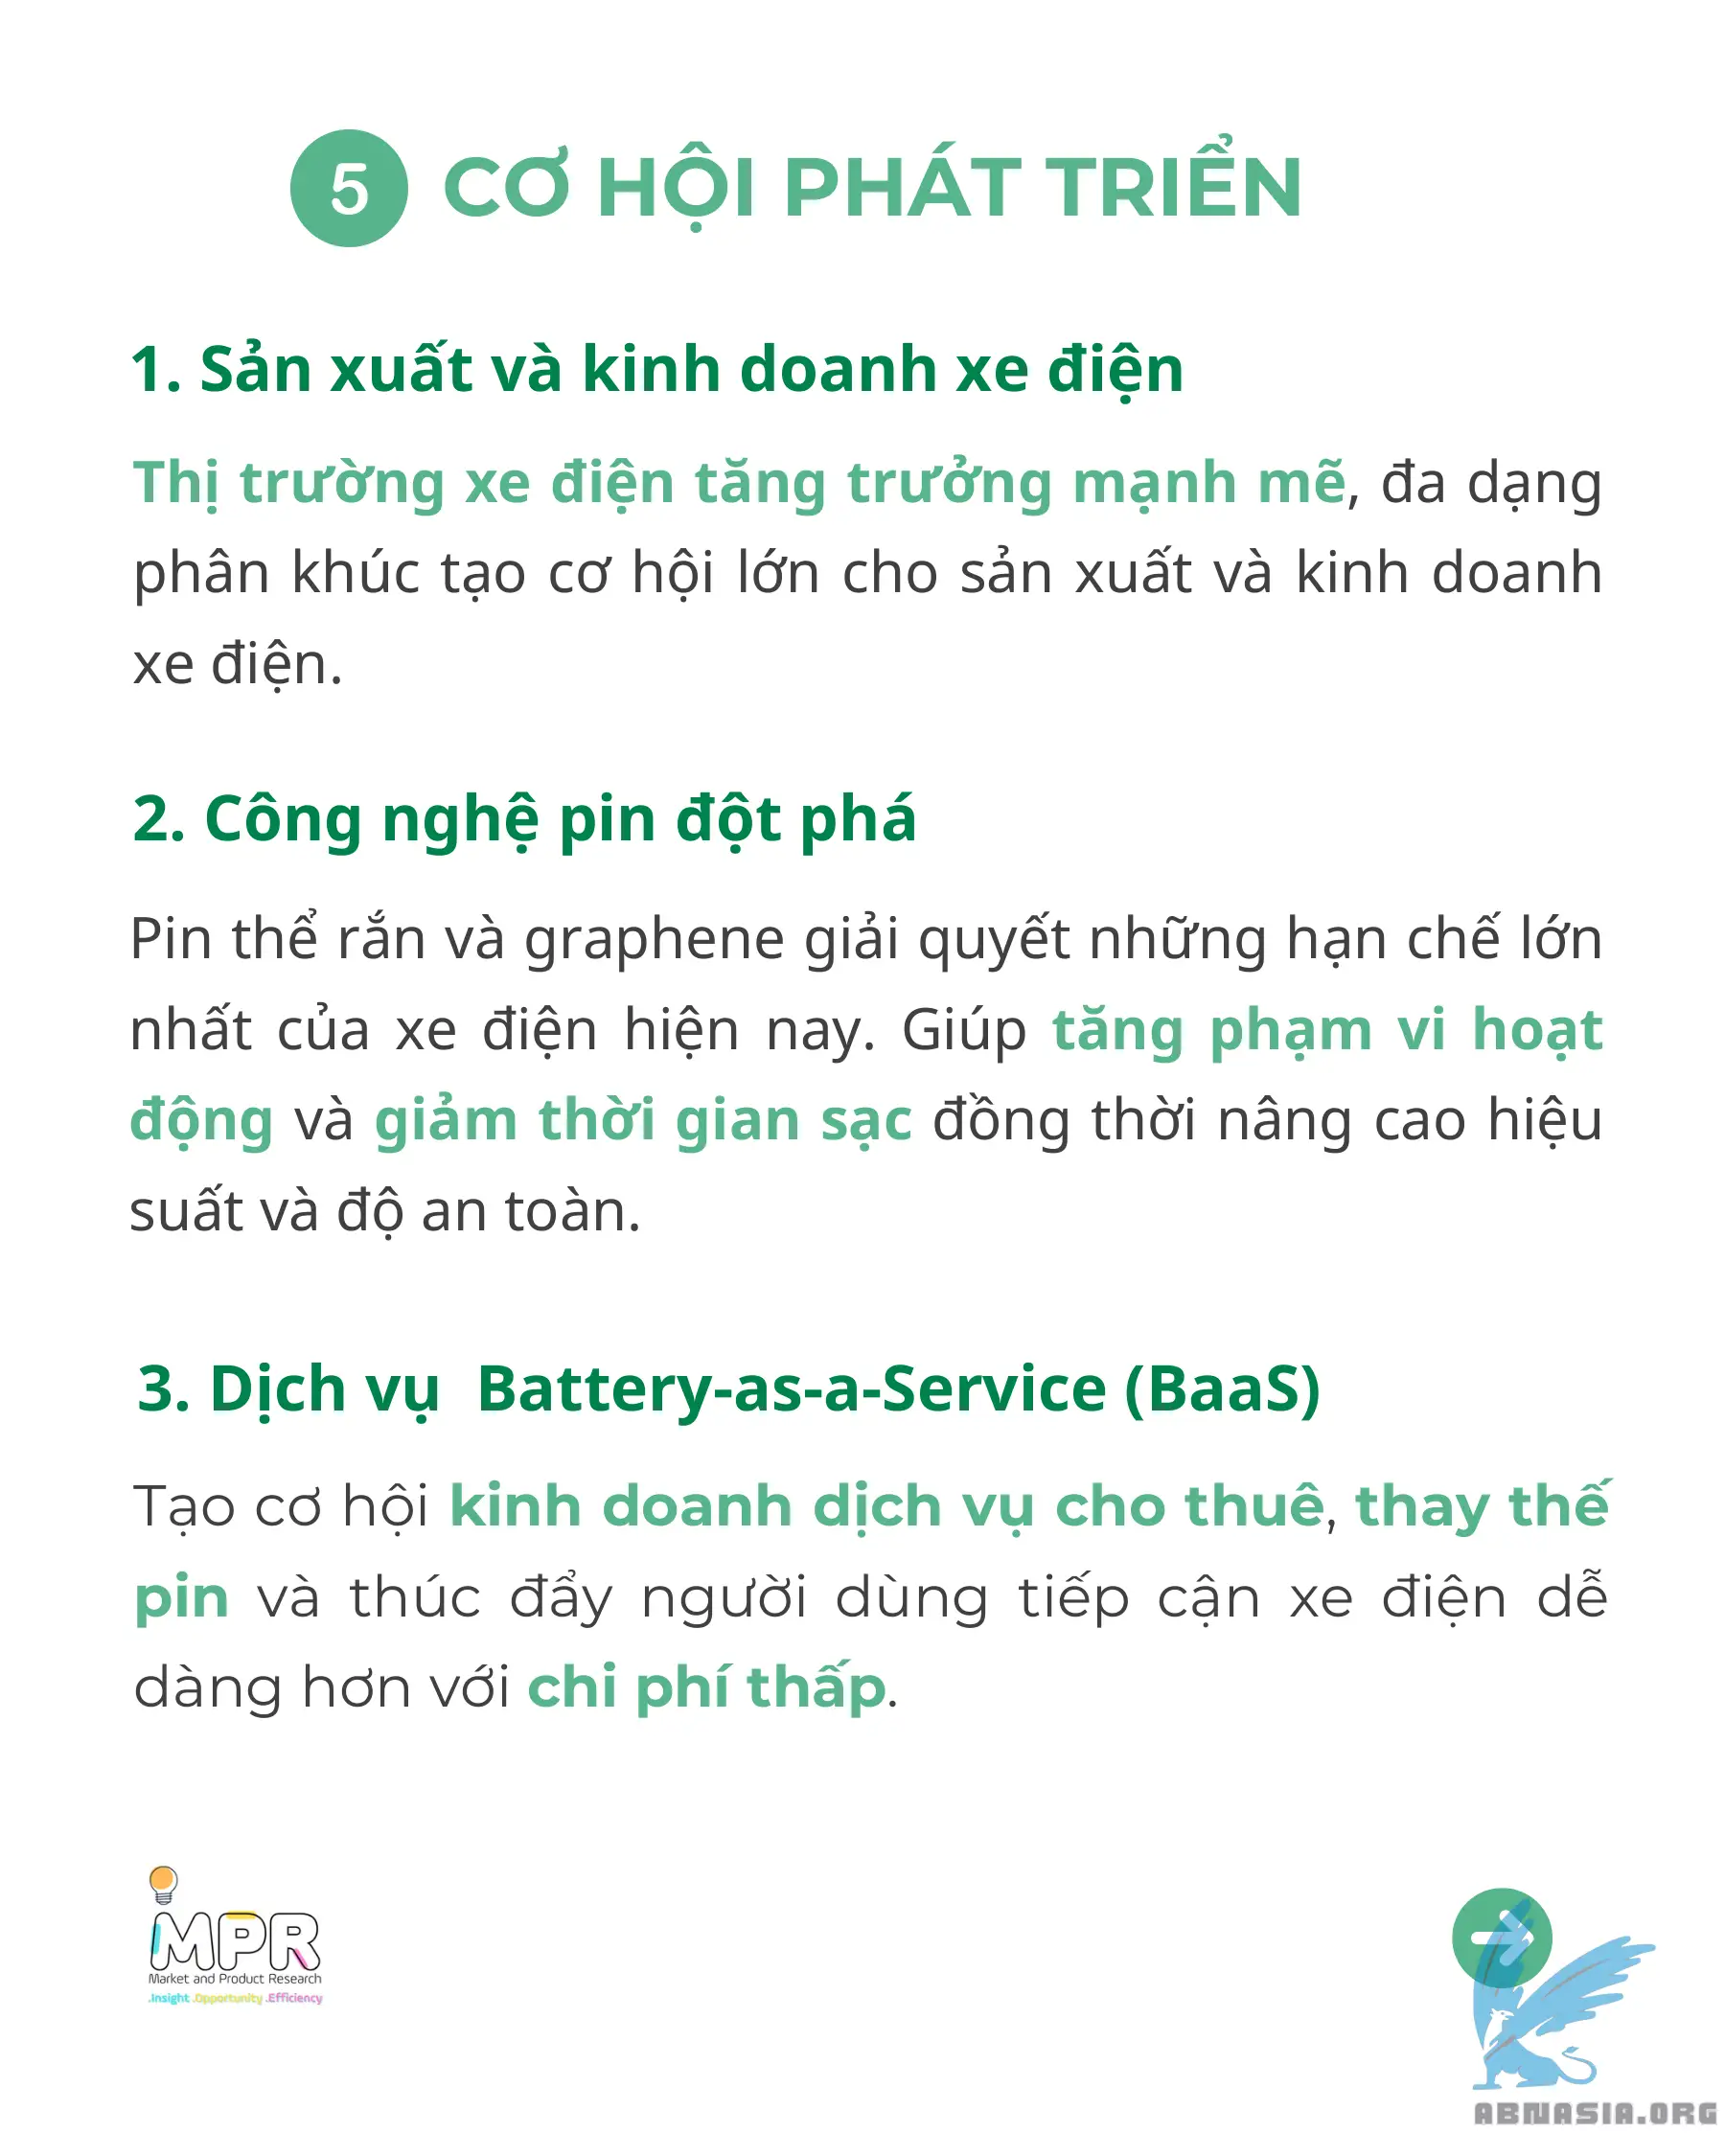 5 CƠ HỘI PHÁT TRIỂN
1. Sản xuất và kinh doanh xe điện
Thị trường xe điện tăng trưởng mạnh mẽ, đa dạng
phân khúc tạo cơ hội lớn cho sản xuất và kinh doanh
xe điện.
2. Công nghệ pin đột phá
Pin thể rắn và graphene giải quyết những hạn chế lớn
nhất của xe điện hiện nay. Giúp tăng phạm vi hoạt
động và giảm thời gian sạc đồng thời nâng cao hiệu
suất và độ an toàn.
3. Dịch vụ Battery-as-a-Service (BaaS)
Tạo cơ hội kinh doanh dịch vụ cho thuê, thay thế
pin và thúc đẩy người dùng tiếp cận xe điện dễ
dàng hơn với chi phí thấp.
MPR
Market and Product Research
.Insight .Opportunity .Efficiency
ABNASIA.ORG